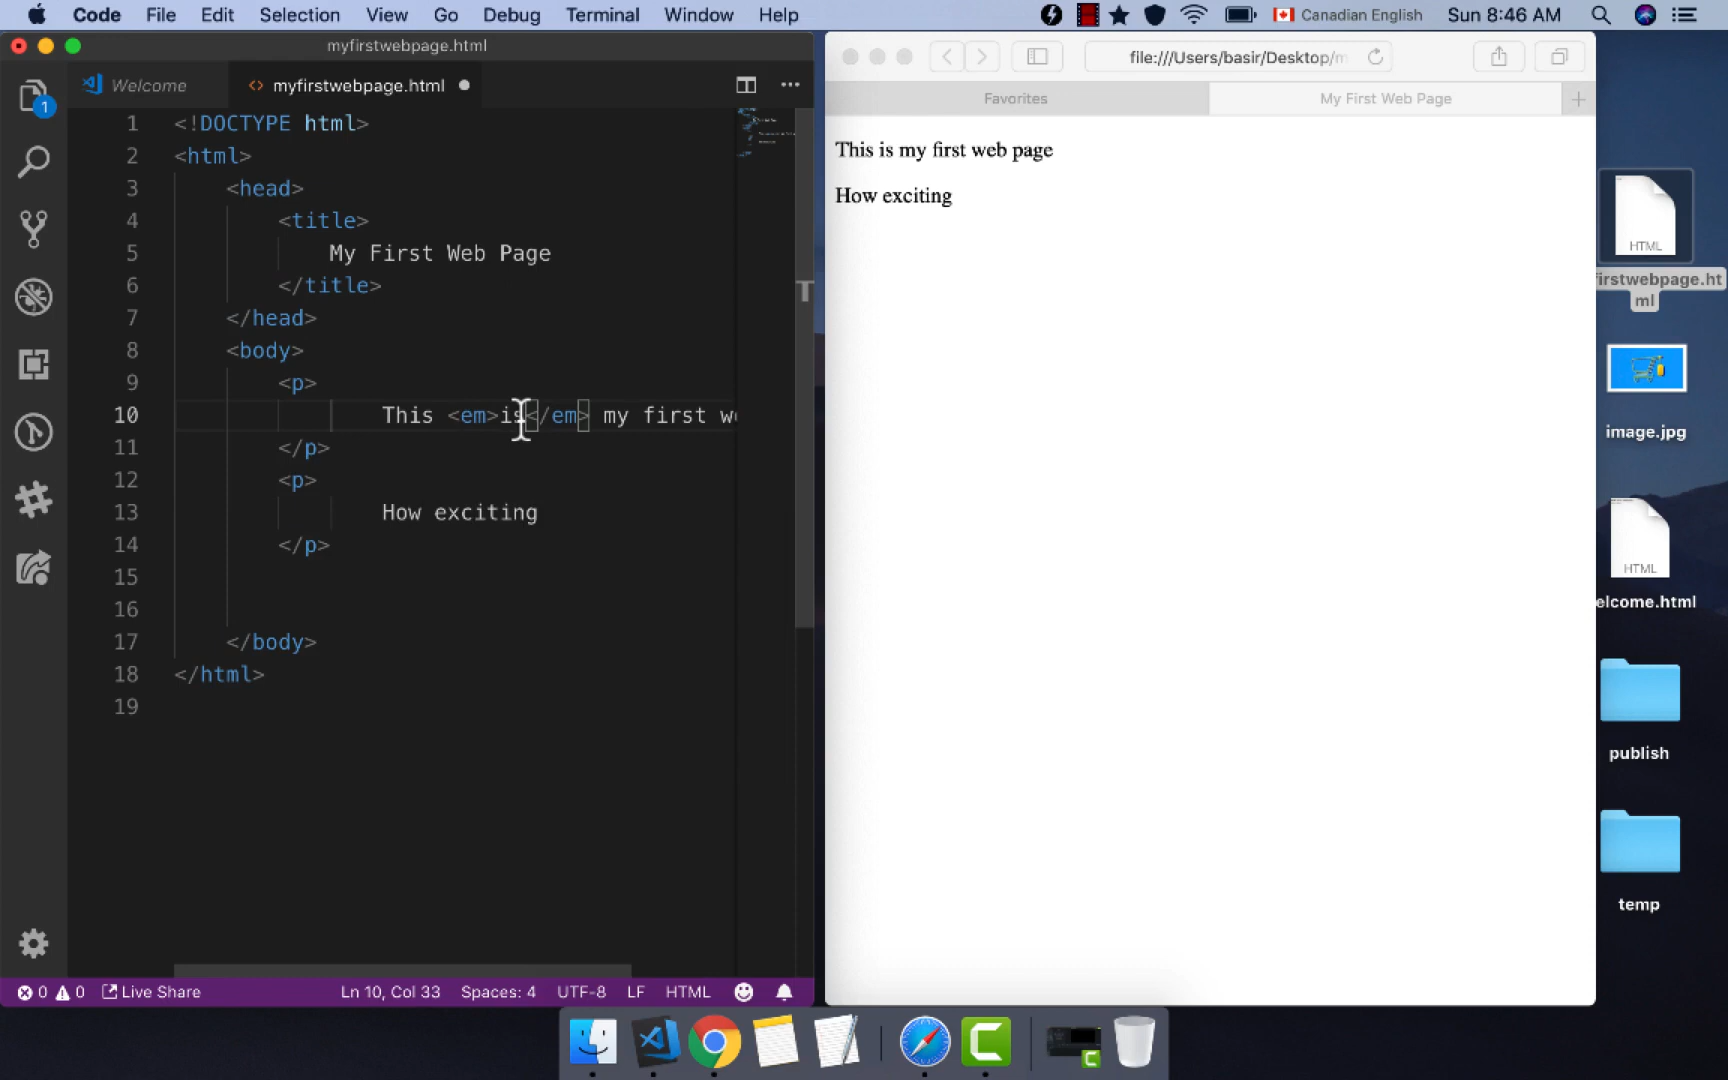 Code File Edit Selection View Go Debug Terminal Window Help Canadian English Sun 8:46 AM
myfirstwebpage.html
Welcome <> myfirstwebpage.html
1
1 <!DOCTYPE html>
2 <html>
3 <head>
4 <title>
5 My First Web Page
6 </title>
7 </head>
8 <body>
9 <p>
10 This <em>is</em> my first we
11 </p>
12 <p>
13 How exciting
14 </p>
15
16
17 </body>
18 </html>
19
0 0 Live Share Ln 10, Col 33 Spaces: 4 UTF-8 LF HTML
file:///Users/basir/Desktop/m
Favorites My First Web Page +
This is my first web page
How exciting
HTML
firstwebpage.ht
ml
image.jpg
HTML
elcome.html
publish
temp